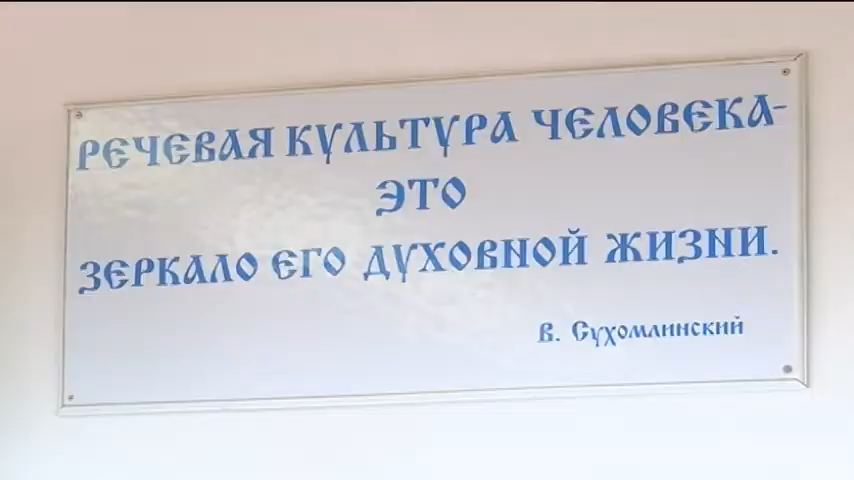 РЕЧЕВАЯ КУЛЬТУРА ЧЕЛОВЕКА-
ЭТО
ЗЕРКАЛО ЕГО ДУХОВНОЙ ЖИЗНИ.
В. Сухомлинский